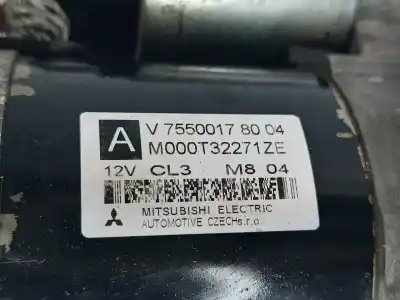 A
V 7550017 80 04
M000T32271ZE
12V CL3 M8 04
MITSUBISHI ELECTRIC
AUTOMOTIVE CZECH s.r.o